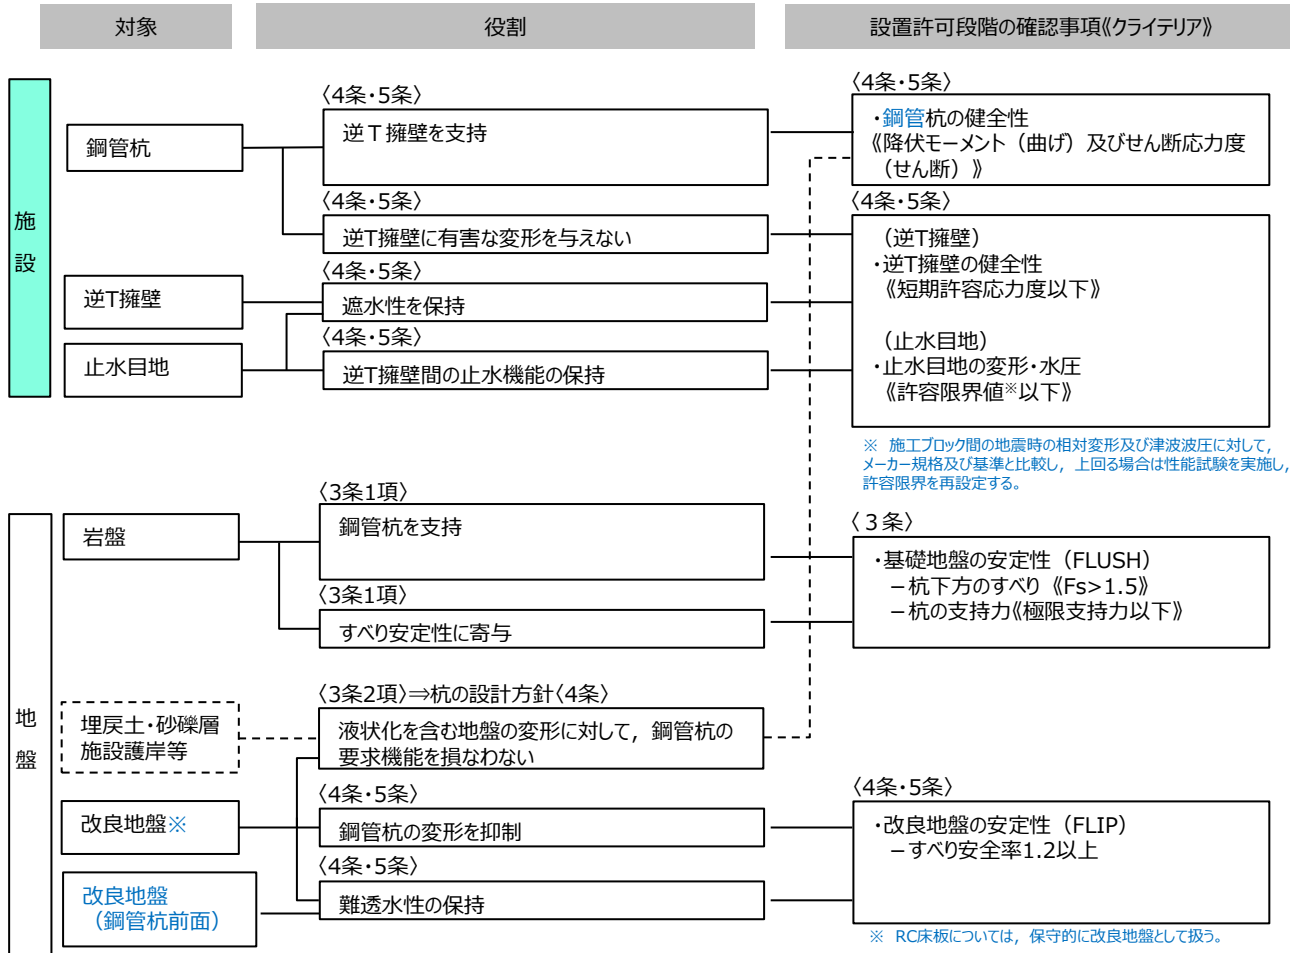 対象
役割
設置許可段階の確認事項《クライテリア》
施設
鋼管杭
〈4条・5条〉
逆Ｔ擁壁を支持
〈4条・5条〉
・鋼管杭の健全性
《降伏モーメント（曲げ）及びせん断応力度
（せん断）》
〈4条・5条〉
逆T擁壁に有害な変形を与えない
〈4条・5条〉
（逆T擁壁）
・逆T擁壁の健全性
《短期許容応力度以下》
（止水目地）
・止水目地の変形・水圧
《許容限界値※以下》
逆T擁壁
〈4条・5条〉
遮水性を保持
止水目地
〈4条・5条〉
逆T擁壁間の止水機能の保持
※　施工ブロック間の地震時の相対変形及び津波波圧に対して，
メーカー規格及び基準と比較し，上回る場合は性能試験を実施し，
許容限界を再設定する。
地盤
岩盤
〈3条1項〉
鋼管杭を支持
〈３条〉
・基礎地盤の安定性（FLUSH）
－杭下方のすべり《Fs>1.5》
－杭の支持力《極限支持力以下》
〈3条1項〉
すべり安定性に寄与
埋戻土・砂礫層
施設護岸等
〈3条2項〉⇒杭の設計方針〈4条〉
液状化を含む地盤の変形に対して，鋼管杭の
要求機能を損なわない
改良地盤※
〈4条・5条〉
鋼管杭の変形を抑制
〈4条・5条〉
・改良地盤の安定性（FLIP）
－すべり安全率1.2以上
改良地盤
（鋼管杭前面）
〈4条・5条〉
難透水性の保持
※　RC床板については，保守的に改良地盤として扱う。